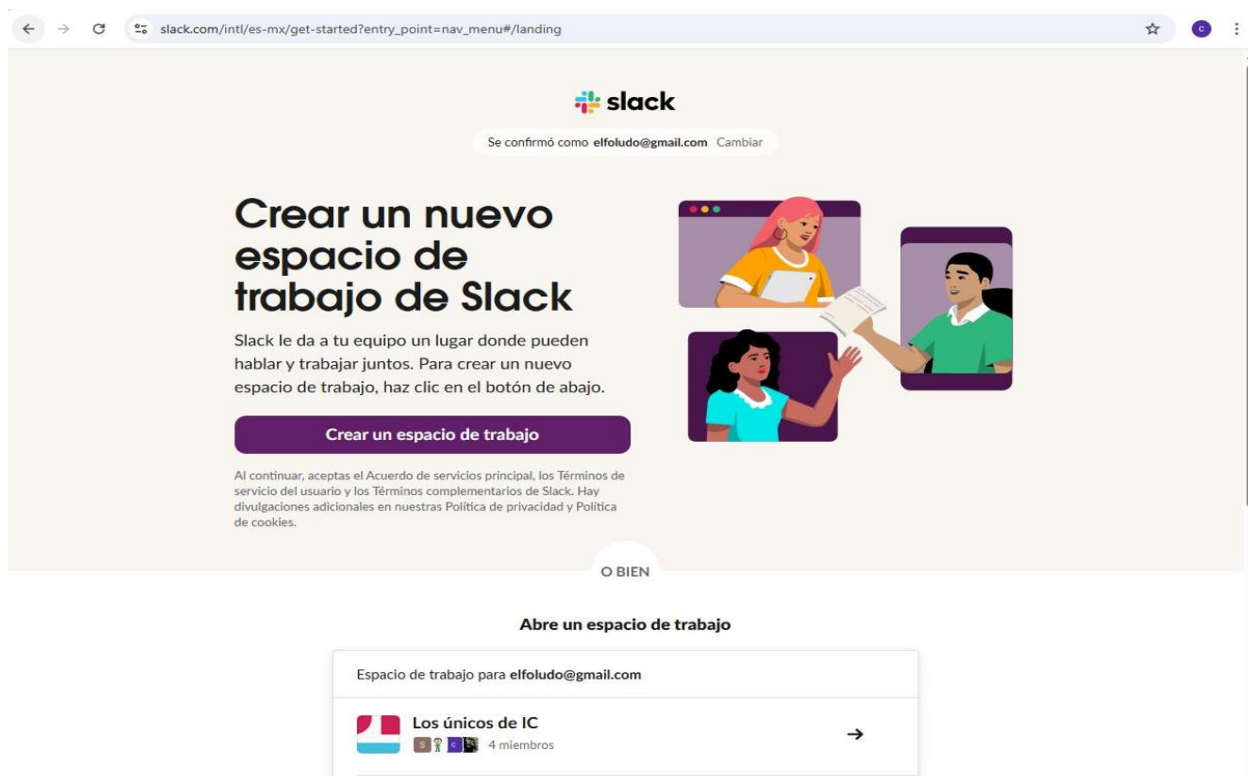 slack.com/intl/es-mx/get-started?entry_point=nav_menu#/landing
C
slack
Se confirmó como elfoludo@gmail.com Cambiar
Crear un nuevo
espacio de
trabajo de Slack
Slack le da a tu equipo un lugar donde pueden
hablar y trabajar juntos. Para crear un nuevo
espacio de trabajo, haz clic en el botón de abajo.
Crear un espacio de trabajo
Al continuar, aceptas el Acuerdo de servicios principal, los Términos de
servicio del usuario y los Términos complementarios de Slack. Hay
divulgaciones adicionales en nuestras Política de privacidad y Política
de cookies.
O BIEN
Abre un espacio de trabajo
Espacio de trabajo para elfoludo@gmail.com
Los únicos de IC
S C 4 miembros